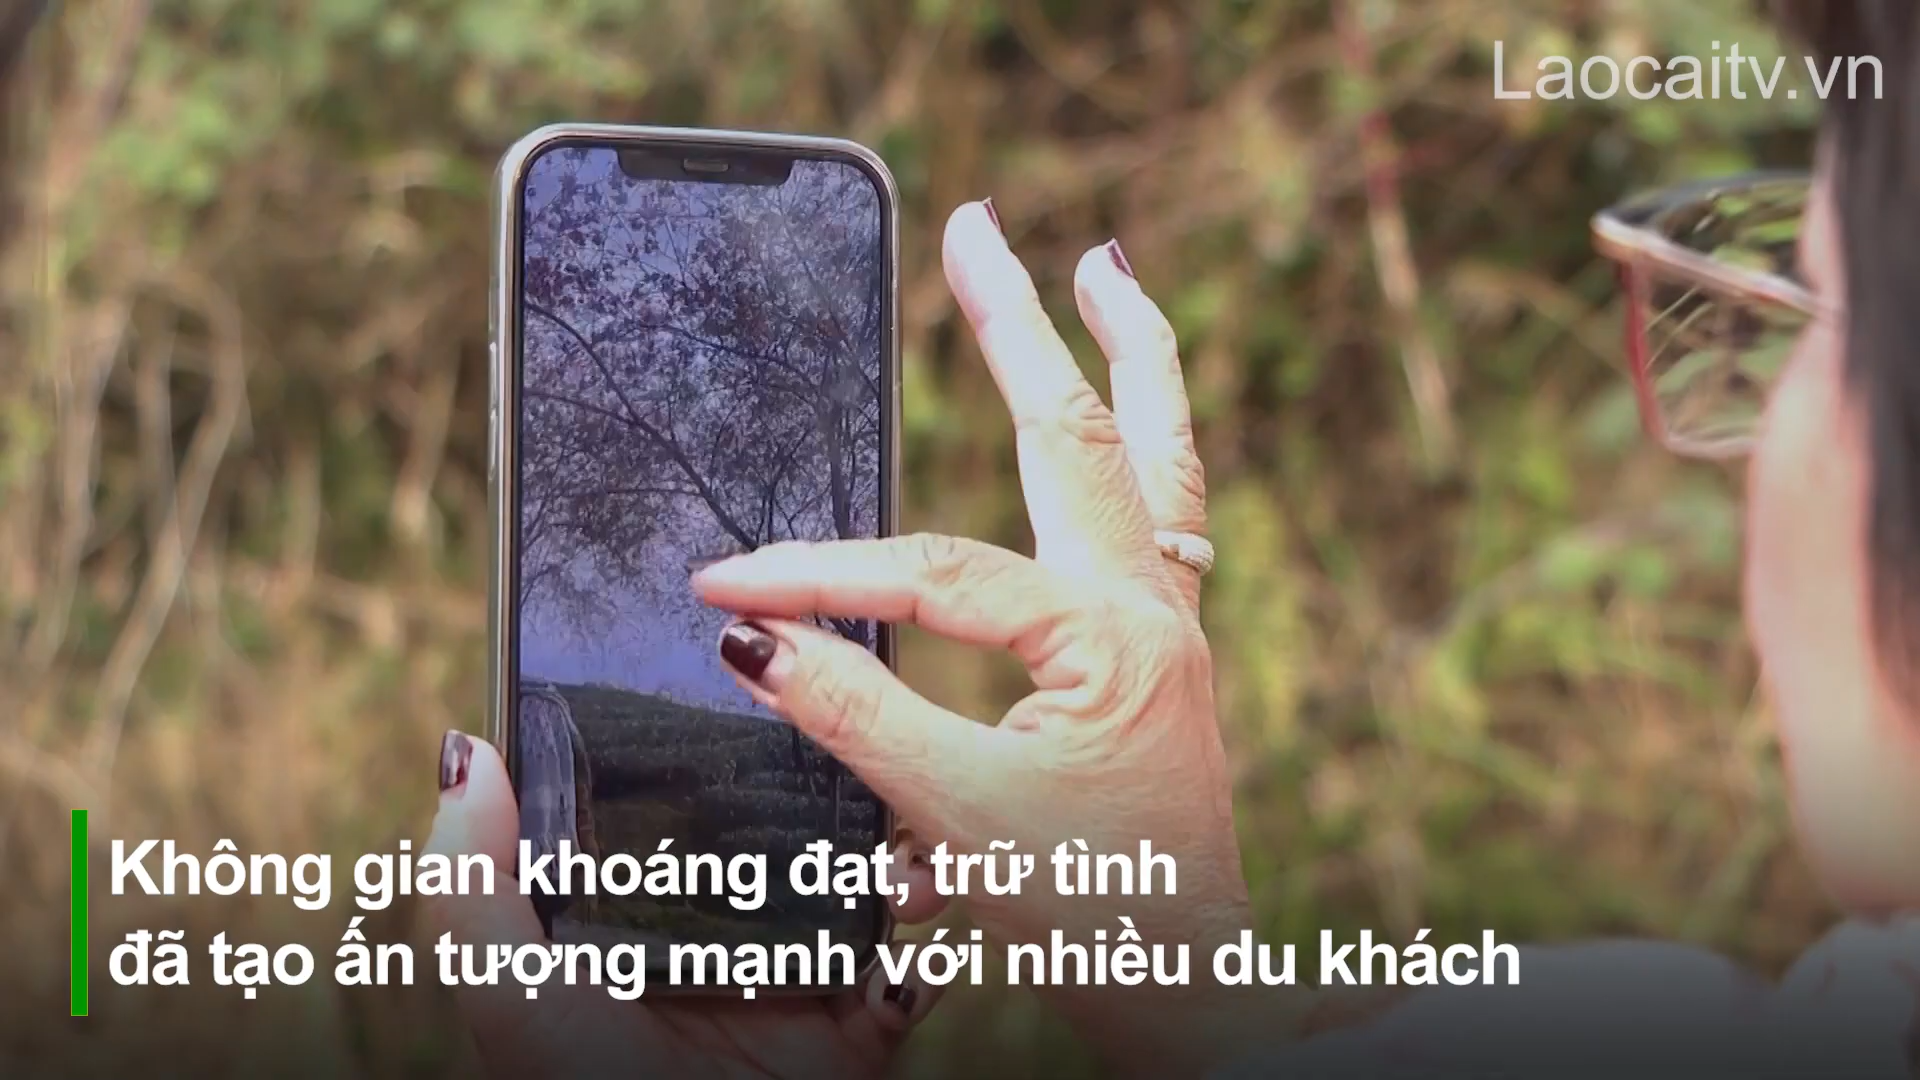 Laocaitv.vn
Không gian khoáng đạt, trữ tình
đã tạo ấn tượng mạnh với nhiều du khách